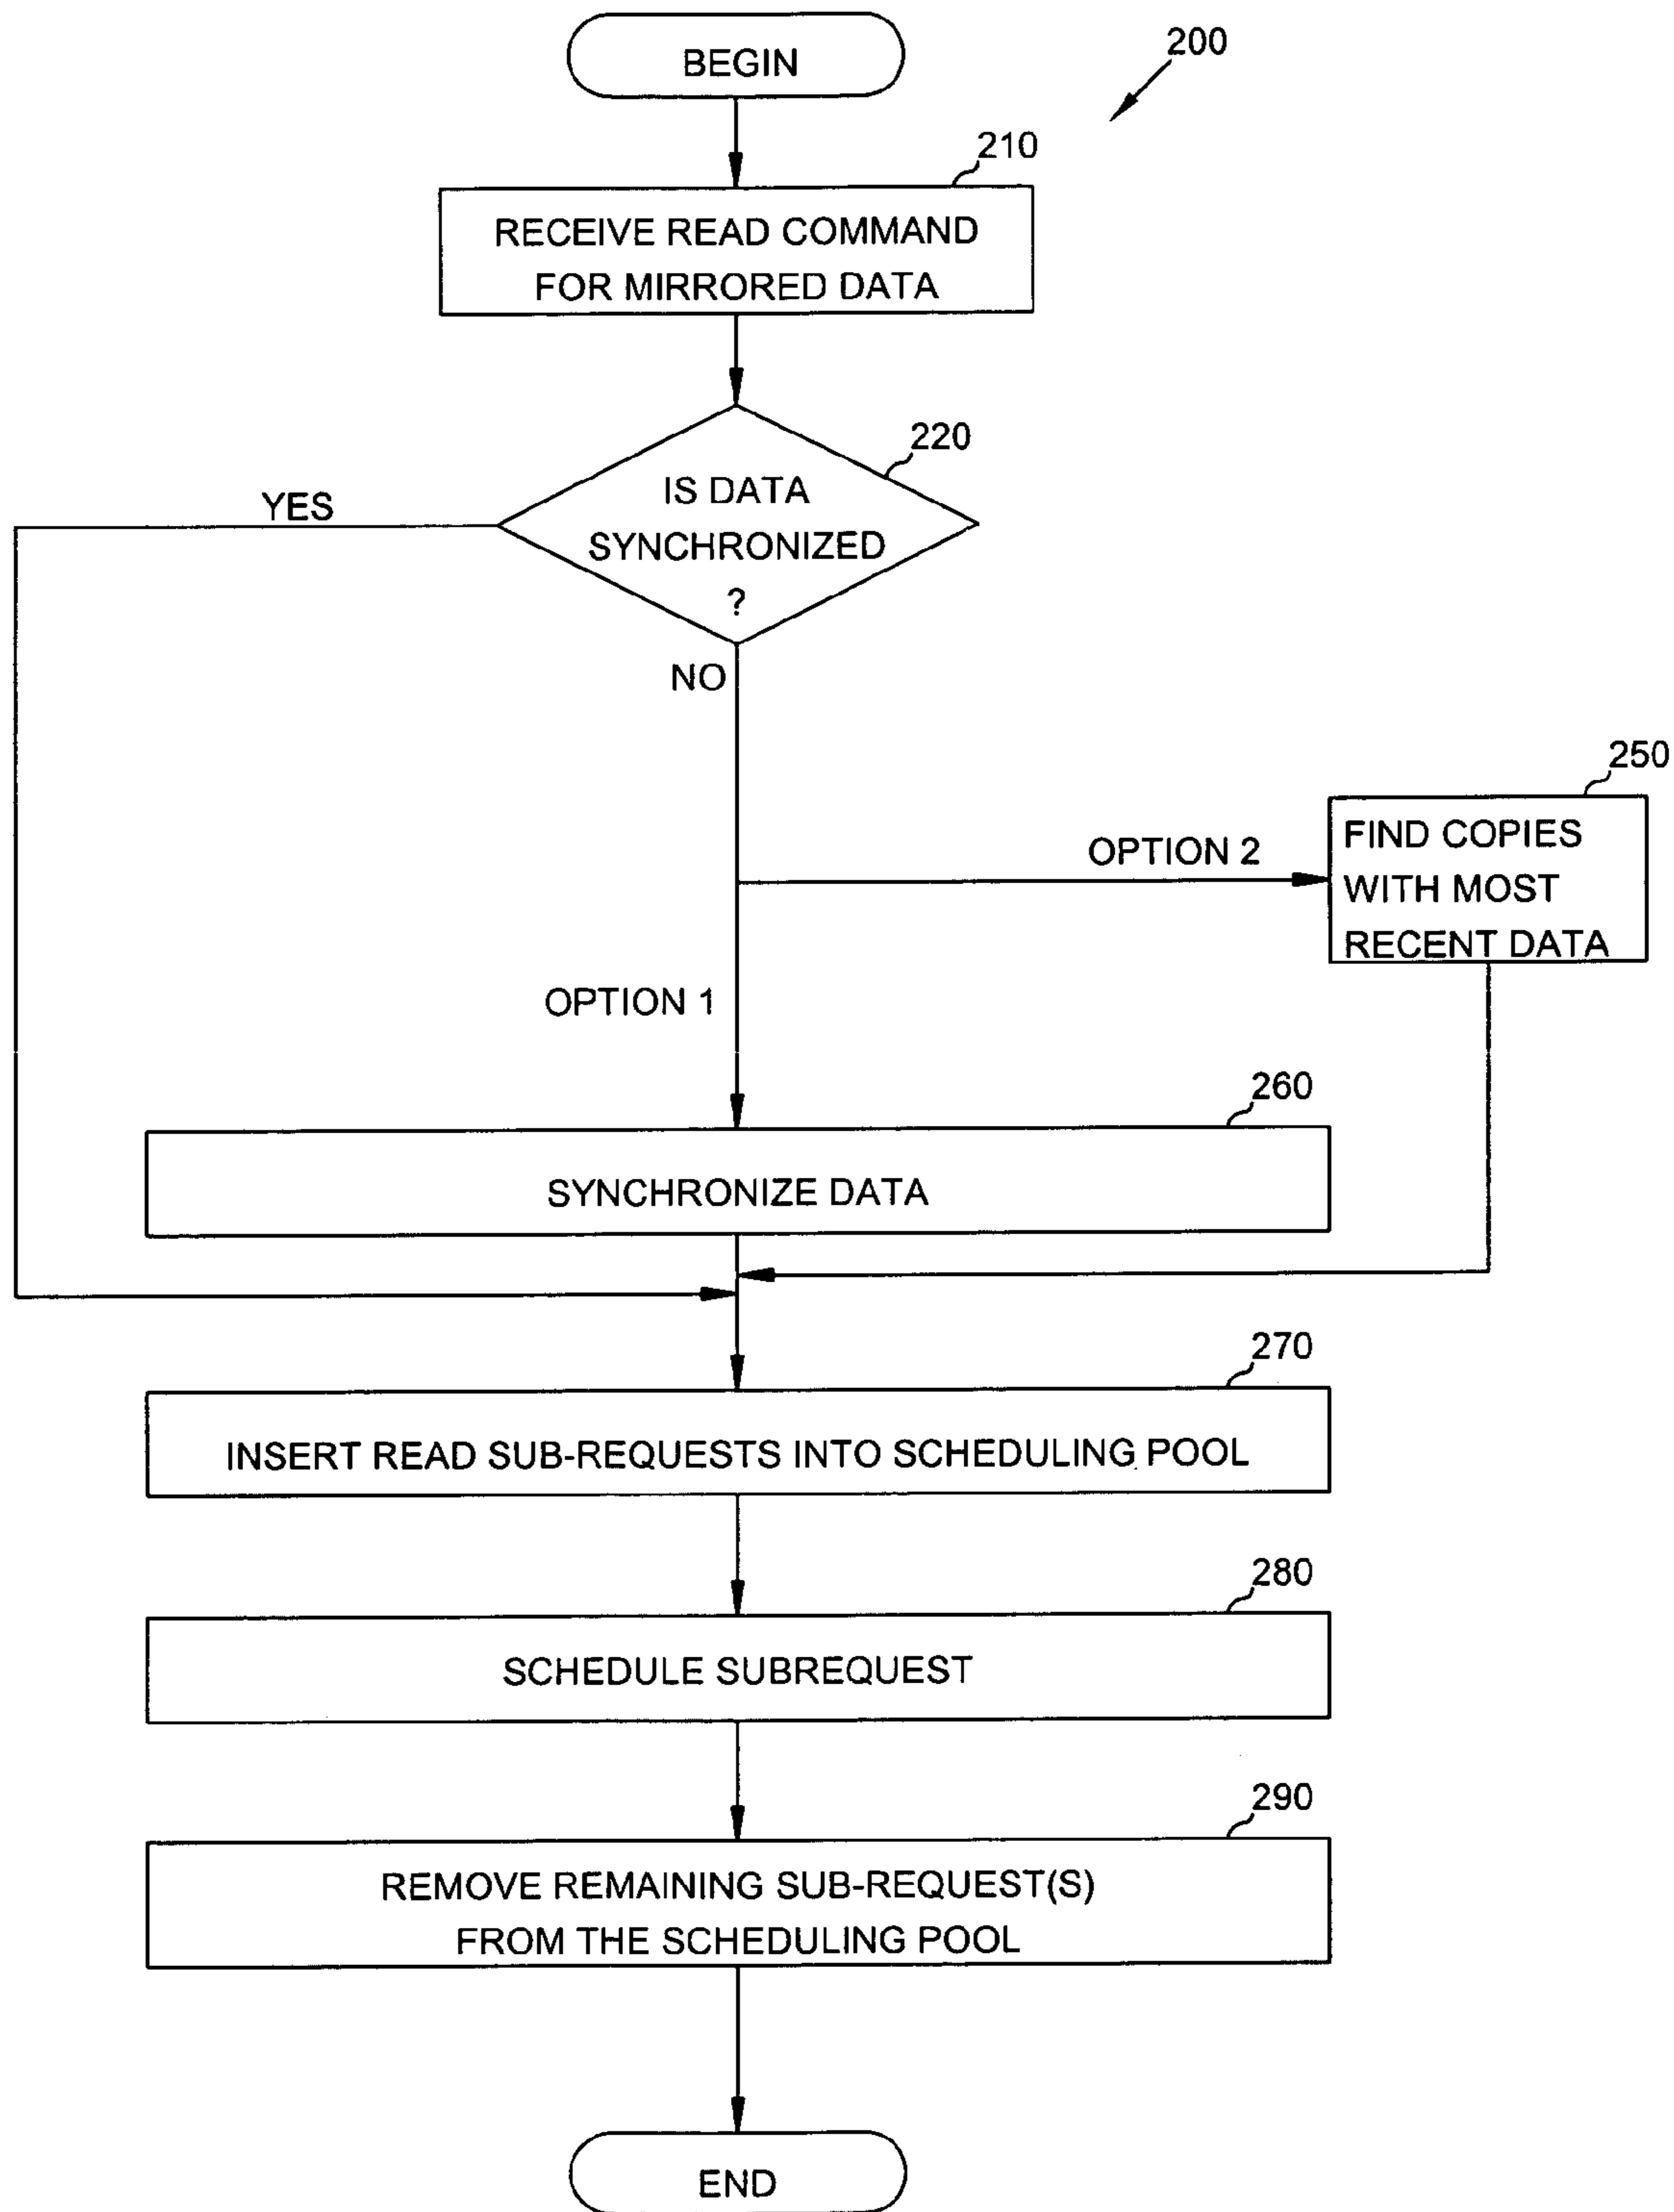 BEGIN
200
210
RECEIVE READ COMMAND
FOR MIRRORED DATA
220
IS DATA
SYNCHRONIZED
?
YES
NO
250
OPTION 2
FIND COPIES
WITH MOST
RECENT DATA
OPTION 1
260
SYNCHRONIZE DATA
270
INSERT READ SUB-REQUESTS INTO SCHEDULING POOL
280
SCHEDULE SUBREQUEST
290
REMOVE REMAINING SUB-REQUEST(S)
FROM THE SCHEDULING POOL
END